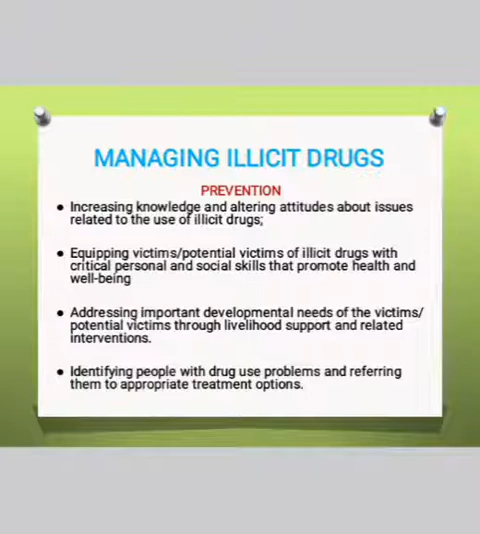 MANAGING ILLICIT DRUGS
PREVENTION
● Increasing knowledge and altering attitudes about issues
related to the use of illicit drugs;
● Equipping victims/potential victims of illicit drugs with
critical personal and social skills that promote health and
well-being
● Addressing important developmental needs of the victims/
potential victims through livelihood support and related
interventions.
● Identifying people with drug use problems and referring
them to appropriate treatment options.